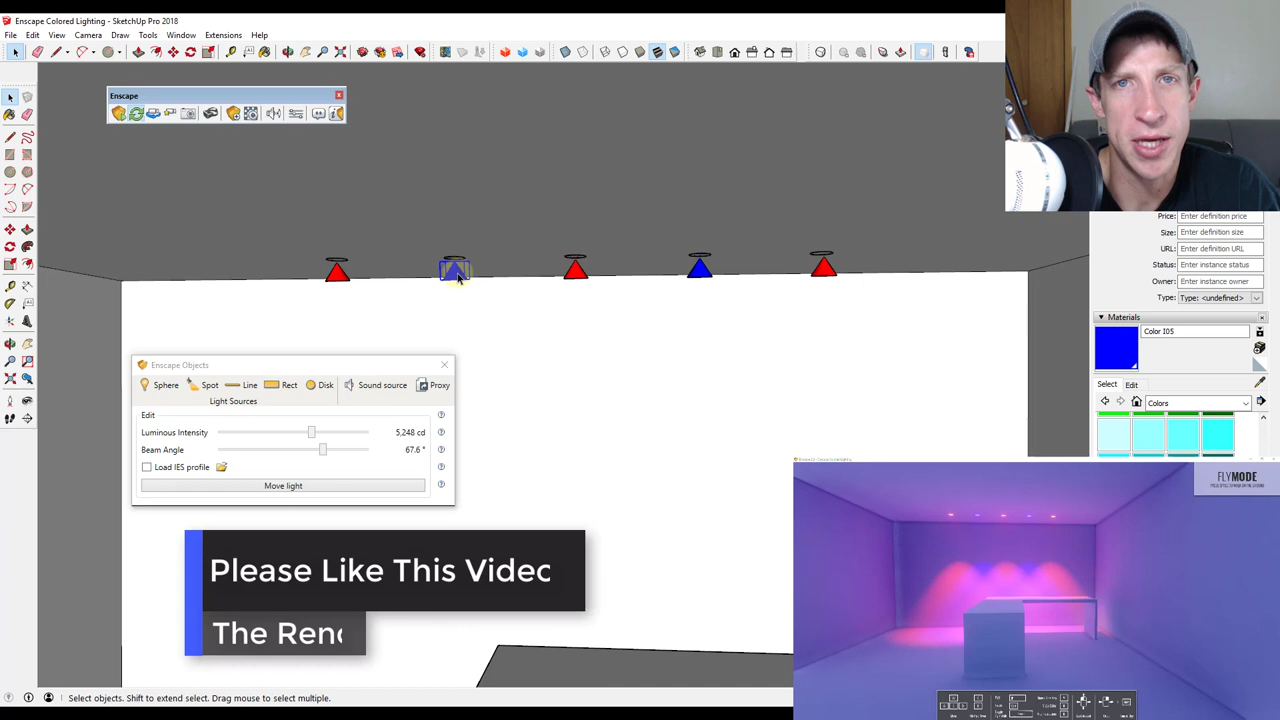 Enscape Colored Lighting - SketchUp Pro 2018
File Edit View Camera Draw Tools Window Extensions Help
Enscape
Price: Enter definition price
Size: Enter definition size
URL: Enter definition URL
Status: Enter instance status
Owner: Enter instance owner
Type: Type: <undefined>
Materials
Color I05
Select Edit
Colors
Enscape Objects
Sphere Spot Line Rect Disk Sound source Proxy
Light Sources
Edit
Luminous Intensity 5,248 cd
Beam Angle 67.6 °
Load IES profile
Move light
FLYMODE
Please Like This Video
The Rend
Select objects. Shift to extend select. Drag mouse to select multiple.